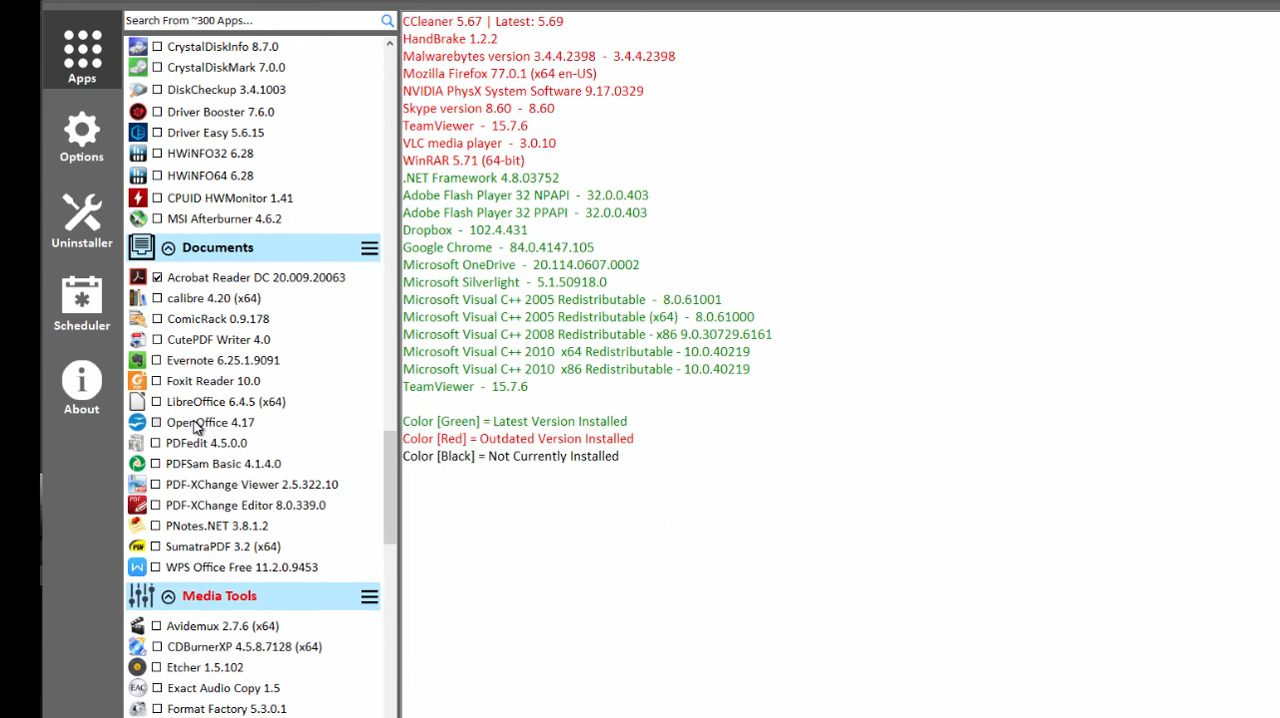 Apps
Options
Uninstaller
Scheduler
About
Search From ~300 Apps...
CrystalDiskInfo 8.7.0
CrystalDiskMark 7.0.0
DiskCheckup 3.4.1003
Driver Booster 7.6.0
Driver Easy 5.6.15
HWiNFO32 6.28
HWiNFO64 6.28
CPUID HWMonitor 1.41
MSI Afterburner 4.6.2
Documents
Acrobat Reader DC 20.009.20063
calibre 4.20 (x64)
ComicRack 0.9.178
CutePDF Writer 4.0
Evernote 6.25.1.9091
Foxit Reader 10.0
LibreOffice 6.4.5 (x64)
OpenOffice 4.17
PDFedit 4.5.0.0
PDFSam Basic 4.1.4.0
PDF-XChange Viewer 2.5.322.10
PDF-XChange Editor 8.0.339.0
PNotes.NET 3.8.1.2
SumatraPDF 3.2 (x64)
WPS Office Free 11.2.0.9453
Media Tools
Avidemux 2.7.6 (x64)
CDBurnerXP 4.5.8.7128 (x64)
Etcher 1.5.102
EAC
Exact Audio Copy 1.5
Format Factory 5.3.0.1
CCleaner 5.67 | Latest: 5.69
HandBrake 1.2.2
Malwarebytes version 3.4.4.2398 - 3.4.4.2398
Mozilla Firefox 77.0.1 (x64 en-US)
NVIDIA PhysX System Software 9.17.0329
Skype version 8.60 - 8.60
TeamViewer - 15.7.6
VLC media player - 3.0.10
WinRAR 5.71 (64-bit)
.NET Framework 4.8.03752
Adobe Flash Player 32 NPAPI - 32.0.0.403
Adobe Flash Player 32 PPAPI - 32.0.0.403
Dropbox - 102.4.431
Google Chrome - 84.0.4147.105
Microsoft OneDrive - 20.114.0607.0002
Microsoft Silverlight - 5.1.50918.0
Microsoft Visual C++ 2005 Redistributable - 8.0.61001
Microsoft Visual C++ 2005 Redistributable (x64) - 8.0.61000
Microsoft Visual C++ 2008 Redistributable - x86 9.0.30729.6161
Microsoft Visual C++ 2010 x64 Redistributable - 10.0.40219
Microsoft Visual C++ 2010 x86 Redistributable - 10.0.40219
TeamViewer - 15.7.6
Color [Green] = Latest Version Installed
Color [Red] = Outdated Version Installed
Color [Black] = Not Currently Installed